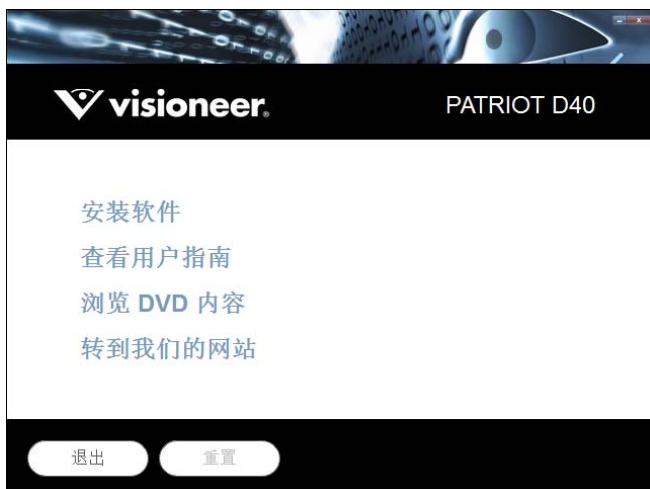 visioneer®
PATRIOT D40
安装软件
查看用户指南
浏览 DVD 内容
转到我们的网站
退出
重置